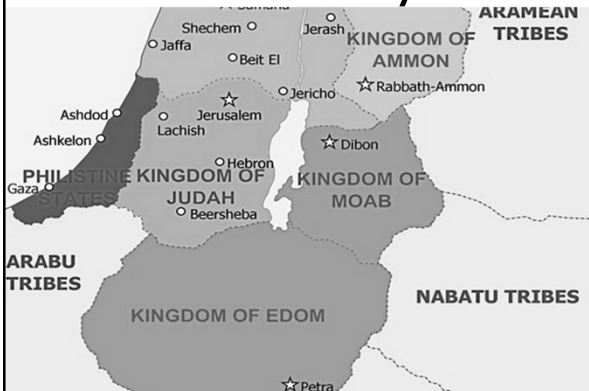 Shechem
Jerash
ARAMEAN
TRIBES
Jaffa
KINGDOM OF
AMMON
Beit El
Jericho
Rabbath-Ammon
Ashdod
Jerusalem
Lachish
Ashkelon
Dibon
Hebron
PHILISTINE
STATES
KINGDOM OF
JUDAH
KINGDOM OF
MOAB
Gaza
Beersheba
ARABU
TRIBES
NABATU TRIBES
KINGDOM OF EDOM
Petra